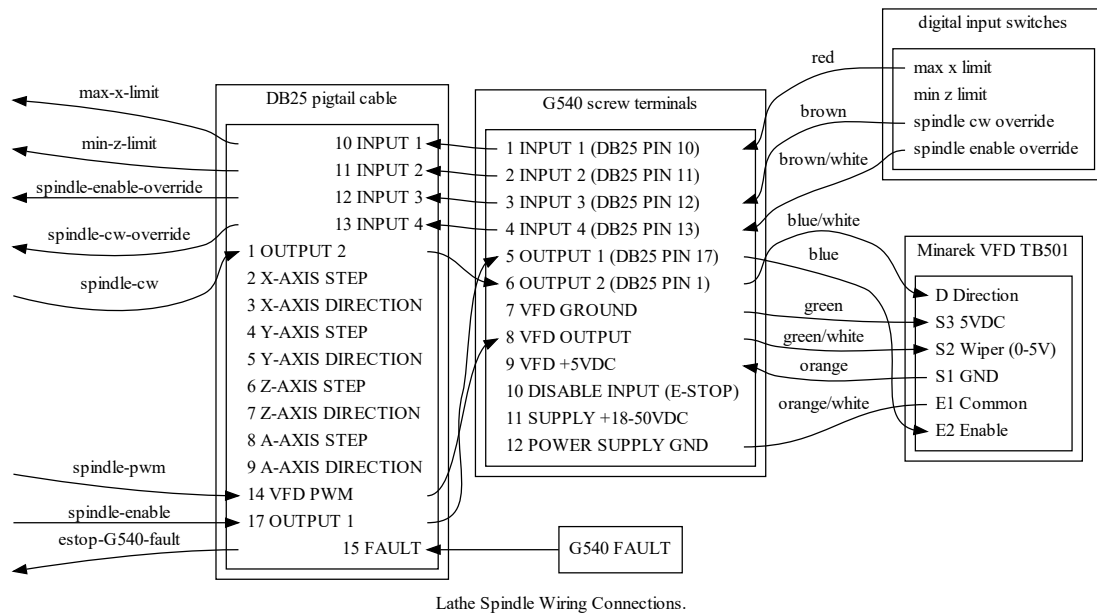 digital input switches
max x limit
min z limit
spindle cw override
spindle enable override
red
brown
brown/white
max-x-limit
min-z-limit
spindle-enable-override
spindle-cw-override
spindle-cw
spindle-pwm
spindle-enable
estop-G540-fault
DB25 pigtail cable
10 INPUT 1
11 INPUT 2
12 INPUT 3
13 INPUT 4
1 OUTPUT 2
2 X-AXIS STEP
3 X-AXIS DIRECTION
4 Y-AXIS STEP
5 Y-AXIS DIRECTION
6 Z-AXIS STEP
7 Z-AXIS DIRECTION
8 A-AXIS STEP
9 A-AXIS DIRECTION
14 VFD PWM
17 OUTPUT 1
15 FAULT
G540 screw terminals
1 INPUT 1 (DB25 PIN 10)
2 INPUT 2 (DB25 PIN 11)
3 INPUT 3 (DB25 PIN 12)
4 INPUT 4 (DB25 PIN 13)
5 OUTPUT 1 (DB25 PIN 17)
6 OUTPUT 2 (DB25 PIN 1)
7 VFD GROUND
8 VFD OUTPUT
9 VFD +5VDC
10 DISABLE INPUT (E-STOP)
11 SUPPLY +18-50VDC
12 POWER SUPPLY GND
G540 FAULT
blue/white
blue
green
green/white
orange
orange/white
Minarek VFD TB501
D Direction
S3 5VDC
S2 Wiper (0-5V)
S1 GND
E1 Common
E2 Enable
Lathe Spindle Wiring Connections.